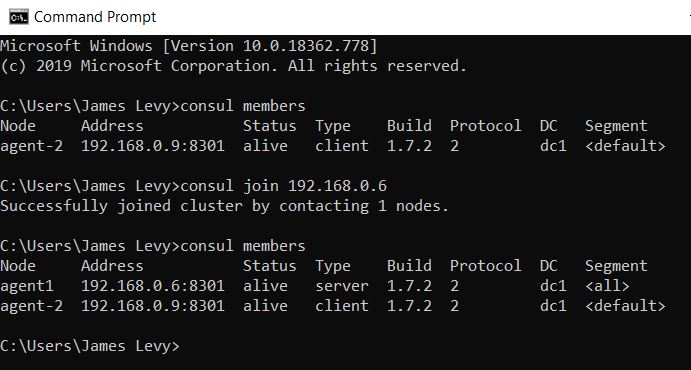 Command Prompt
Microsoft Windows [Version 10.0.18362.778]
(c) 2019 Microsoft Corporation. All rights reserved.
C:\Users\James Levy>consul members
Node     Address           Status  Type    Build  Protocol  DC   Segment
agent-2  192.168.0.9:8301  alive   client  1.7.2  2         dc1  <default>
C:\Users\James Levy>consul join 192.168.0.6
Successfully joined cluster by contacting 1 nodes.
C:\Users\James Levy>consul members
Node     Address           Status  Type    Build  Protocol  DC   Segment
agent1   192.168.0.6:8301  alive   server  1.7.2  2         dc1  <all>
agent-2  192.168.0.9:8301  alive   client  1.7.2  2         dc1  <default>
C:\Users\James Levy>